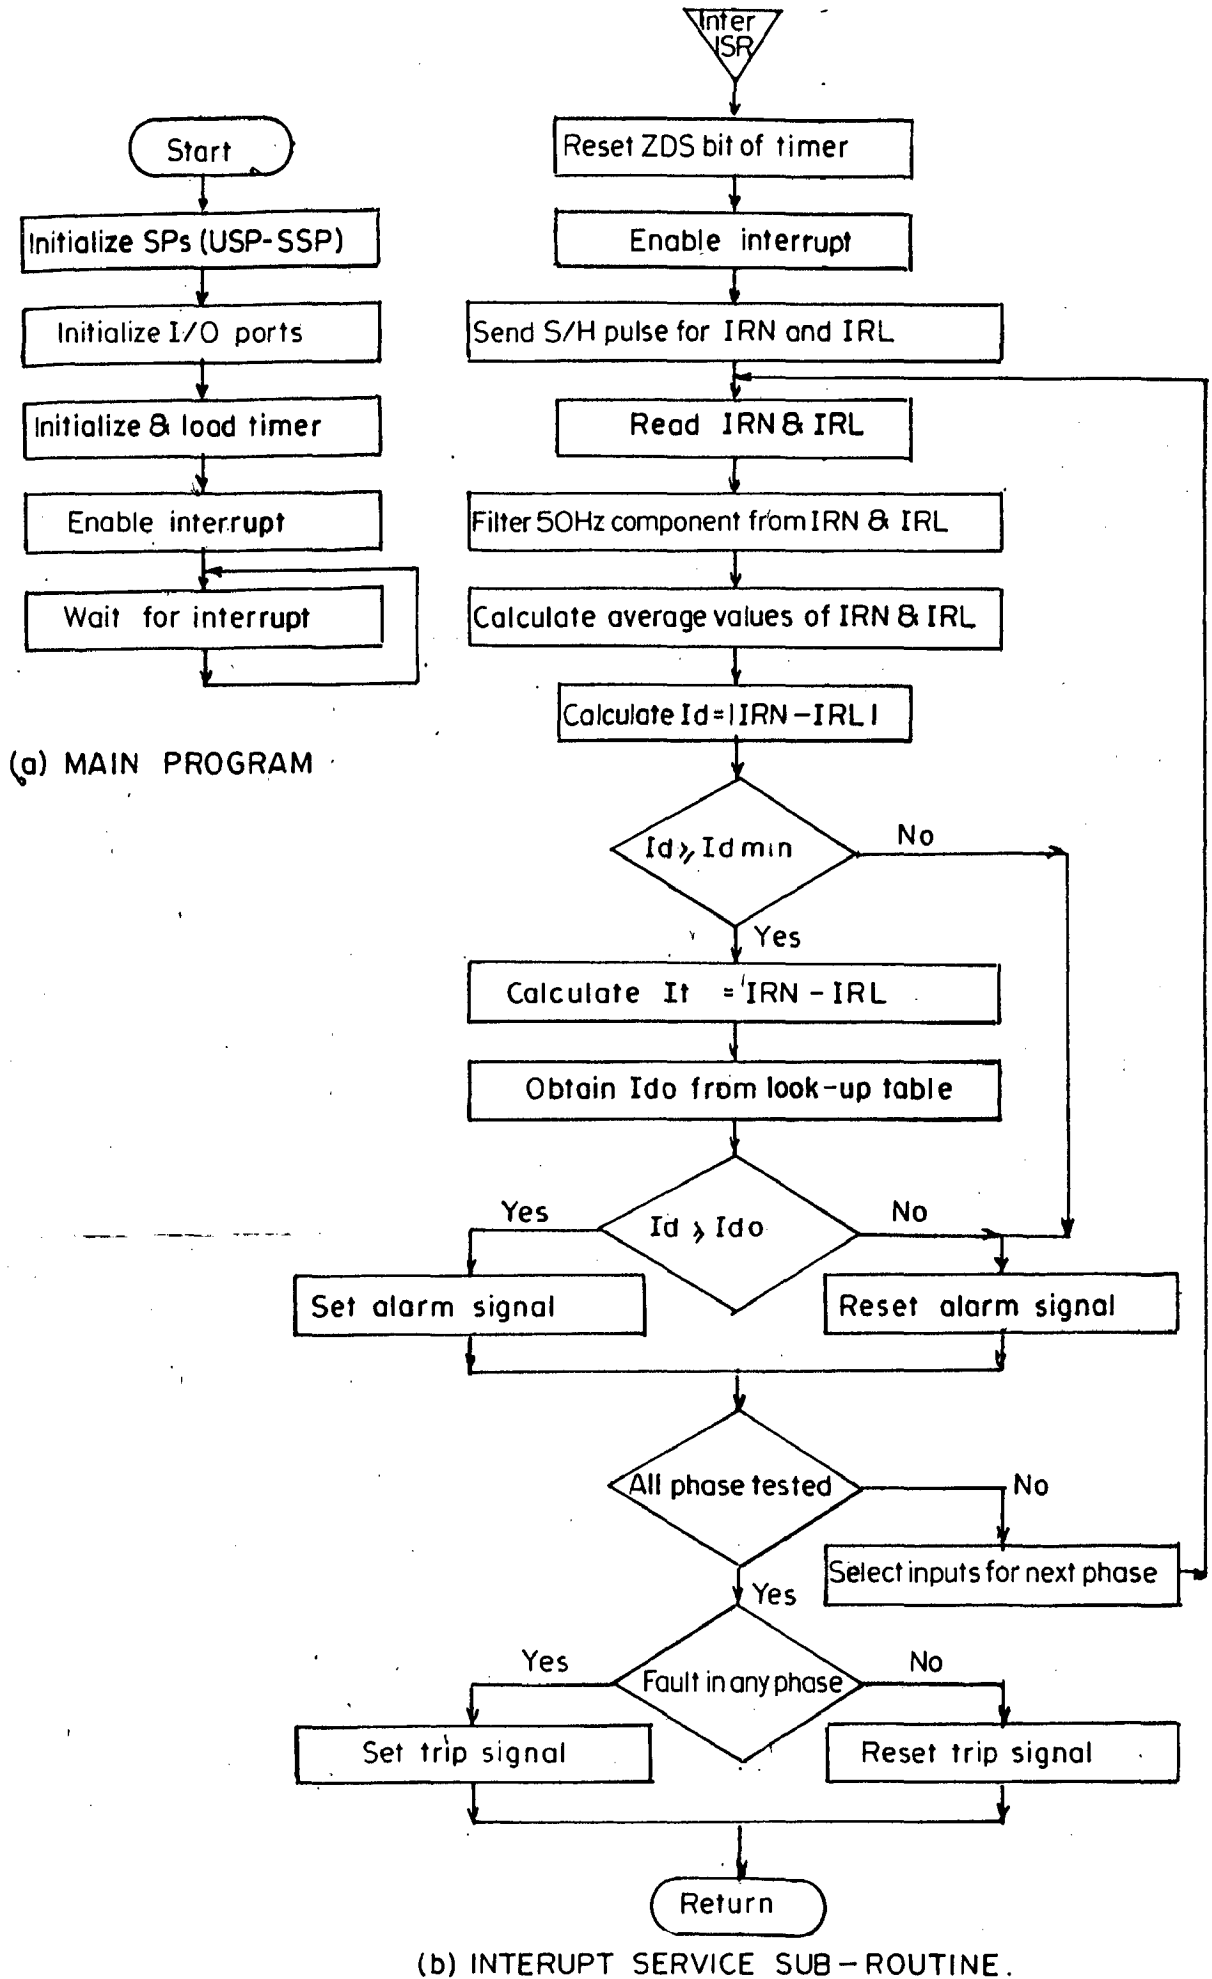 Start
Initialize SPs (USP-SSP)
Initialize I/O ports
Initialize & load timer
Enable interrupt
Wait for interrupt
(a) MAIN PROGRAM
Inter
ISR
Reset ZDS bit of timer
Enable interrupt
Send S/H pulse for IRN and IRL
Read IRN & IRL
Filter 50Hz component from IRN & IRL
Calculate average values of IRN & IRL
Calculate Id=|IRN-IRL|
Id ⩾ Id min
No
Yes
Calculate It = IRN - IRL
Obtain Ido from look-up table
Yes
Id ⩾ Ido
No
Set alarm signal
Reset alarm signal
All phase tested
No
Select inputs for next phase
Yes
Yes
Fault in any phase
No
Set trip signal
Reset trip signal
Return
(b) INTERUPT SERVICE SUB-ROUTINE.